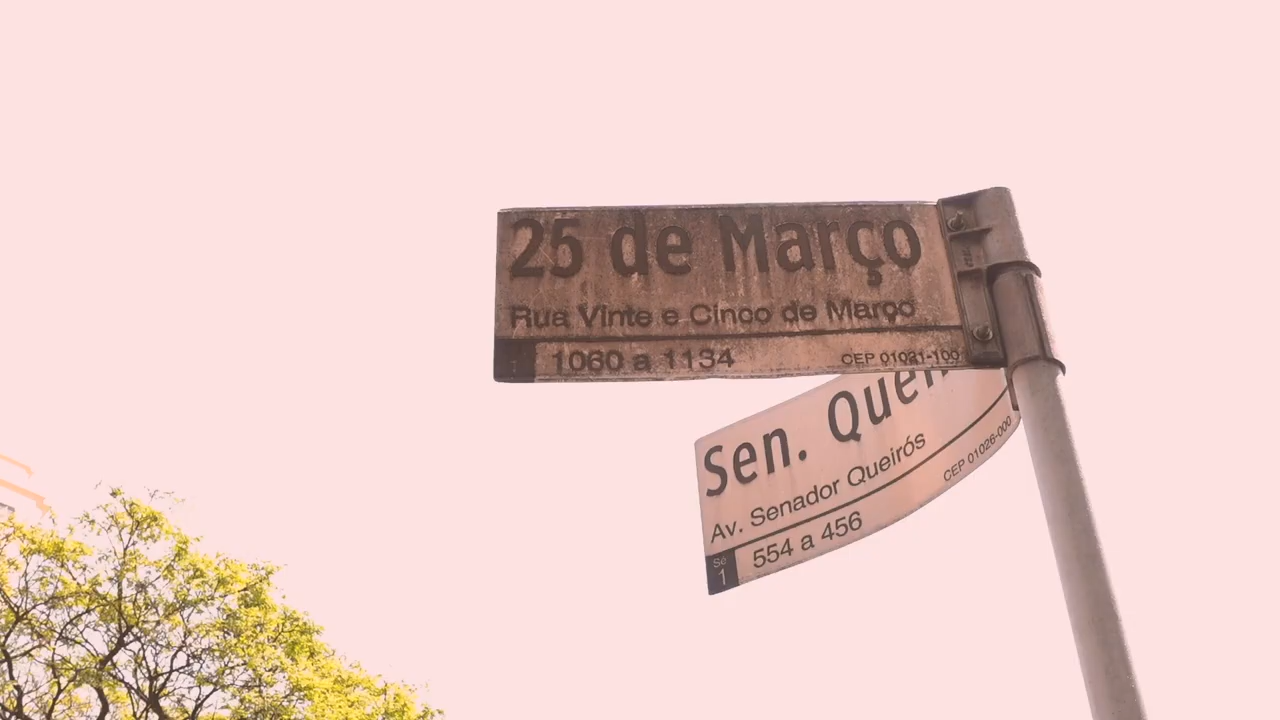 25 de Março
Rua Vinte e Cinco de Março
1060 a 1134
CEP 01021-100
Sen.
Av. Senador Queirós
CEP 01026-000
Sé
1
554 a 456